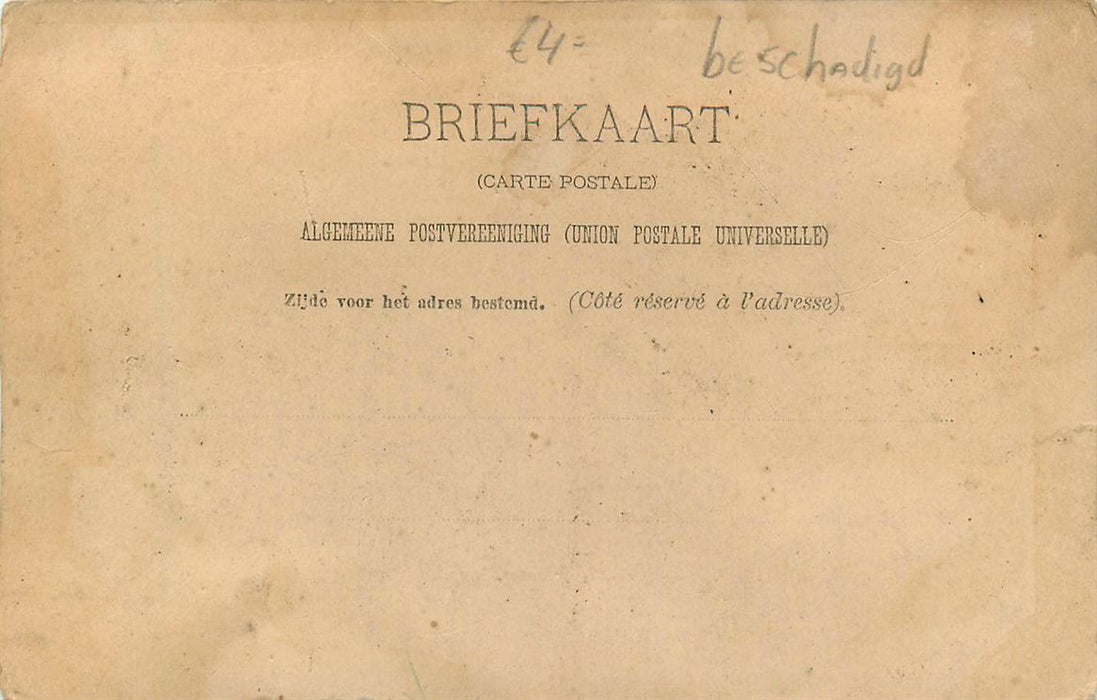 €4= beschadigd
BRIEFKAART
(CARTE POSTALE)
ALGEMEENE POSTVEREENIGING (UNION POSTALE UNIVERSELLE)
Zijde voor het adres bestemd. (Côté réservé à l'adresse).